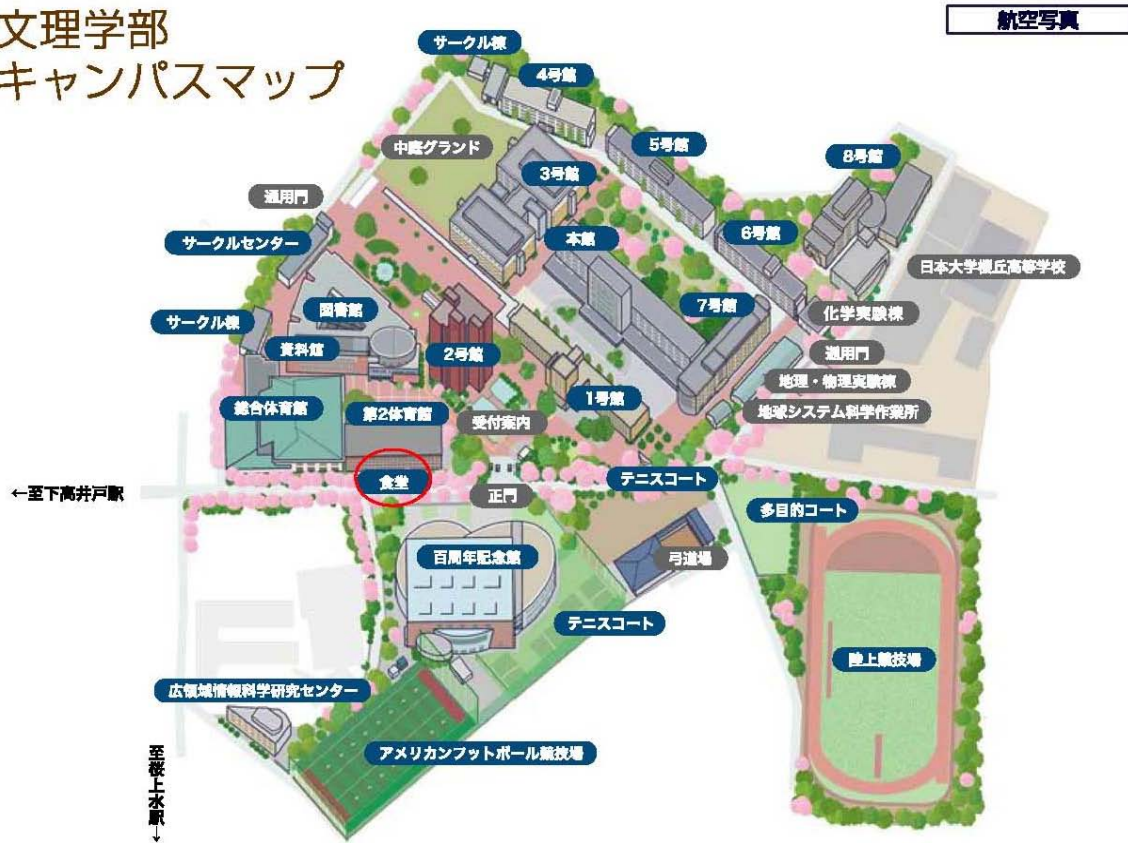 文理学部
キャンパスマップ
航空写真
サークル棟
4号館
中庭グランド
5号館
3号館
8号館
通用門
サークルセンター
本館
6号館
日本大学櫻丘高等学校
図書館
7号館
化学実験棟
サークル棟
資料館
2号館
通用門
地理・物理実験棟
総合体育館
第2体育館
受付案内
1号館
地球システム科学作業所
食堂
テニスコート
←至下高井戸駅
正門
多目的コート
百周年記念館
弓道場
テニスコート
陸上競技場
広領域情報科学研究センター
アメリカンフットボール競技場
至桜上水駅→